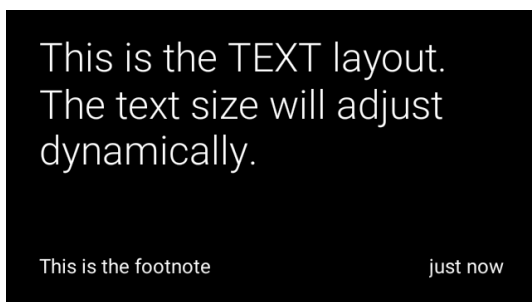 This is the TEXT layout.
The text size will adjust
dynamically.
This is the footnote
just now